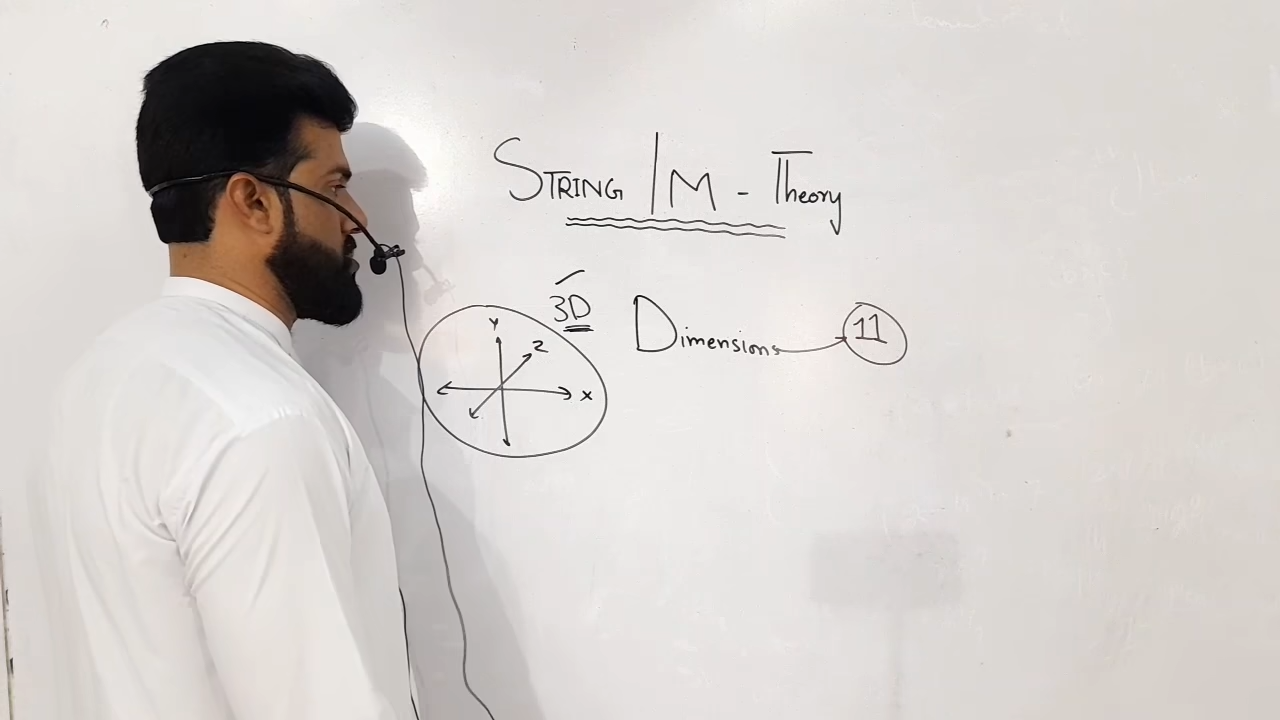 STRING / M - Theory
3D Dimensions 11
Y
Z
X